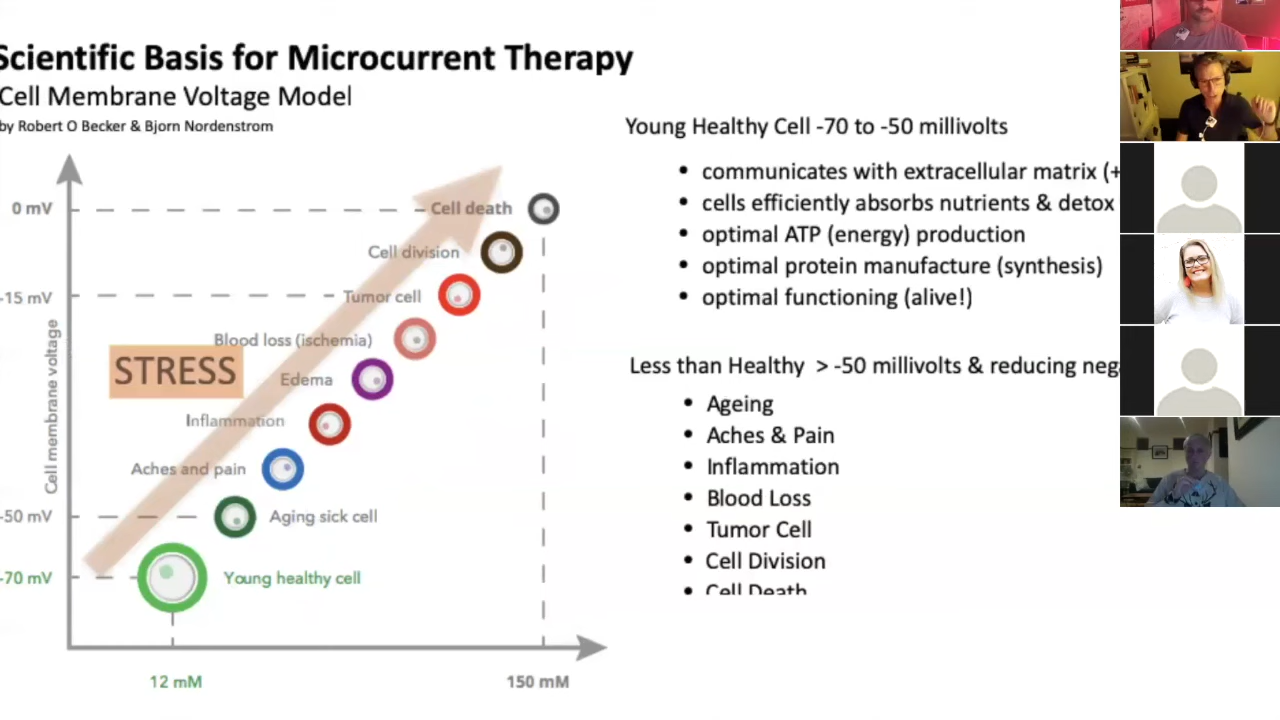 Scientific Basis for Microcurrent Therapy
Cell Membrane Voltage Model
by Robert O Becker & Bjorn Nordenstrom
0 mV
Cell death
Cell division
-15 mV
Tumor cell
Blood loss (ischemia)
STRESS
Edema
Inflammation
Aches and pain
-50 mV
Aging sick cell
-70 mV
Young healthy cell
Cell membrane voltage
12 mM
150 mM
Young Healthy Cell -70 to -50 millivolts
• communicates with extracellular matrix (+
• cells efficiently absorbs nutrients & detox
• optimal ATP (energy) production
• optimal protein manufacture (synthesis)
• optimal functioning (alive!)
Less than Healthy > -50 millivolts & reducing neg
• Ageing
• Aches & Pain
• Inflammation
• Blood Loss
• Tumor Cell
• Cell Division
• Cell Death